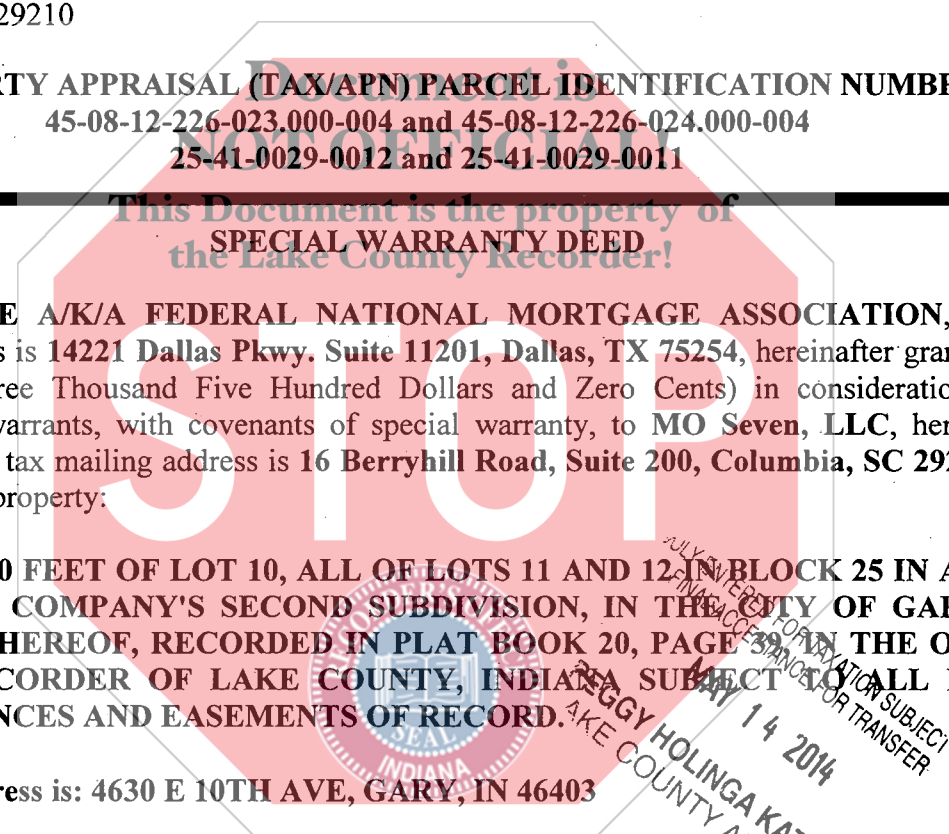 29210
RTY APPRAISAL (TAX/APN) PARCEL IDENTIFICATION NUMBE
45-08-12-226-023.000-004 and 45-08-12-226-024.000-004
25-41-0029-0012 and 25-41-0029-0011
Document is
NOT OFFICIAL!
This Document is the property of
the Lake County Recorder!
STOP
SPECIAL WARRANTY DEED
E A/K/A FEDERAL NATIONAL MORTGAGE ASSOCIATION,
s is 14221 Dallas Pkwy. Suite 11201, Dallas, TX 75254, hereinafter gran
ree Thousand Five Hundred Dollars and Zero Cents) in consideratio
warrants, with covenants of special warranty, to MO Seven, LLC, her
tax mailing address is 16 Berryhill Road, Suite 200, Columbia, SC 292
property:
0 FEET OF LOT 10, ALL OF LOTS 11 AND 12 IN BLOCK 25 IN A
COMPANY'S SECOND SUBDIVISION, IN THE CITY OF GA
HEREOF, RECORDED IN PLAT BOOK 20, PAGE 39, IN THE O
CORDER OF LAKE COUNTY, INDIANA SUBJECT TO ALL
NCES AND EASEMENTS OF RECORD.
ress is: 4630 E 10TH AVE, GARY, IN 46403
SEAL
INDIANA
ULY ENTERED FOR TAXATION SUBJECT
FINAL ACCEPTANCE FOR TRANSFER
MAY 14 2014
PEGGY HOLINGA KAT
AKE COUNTY A